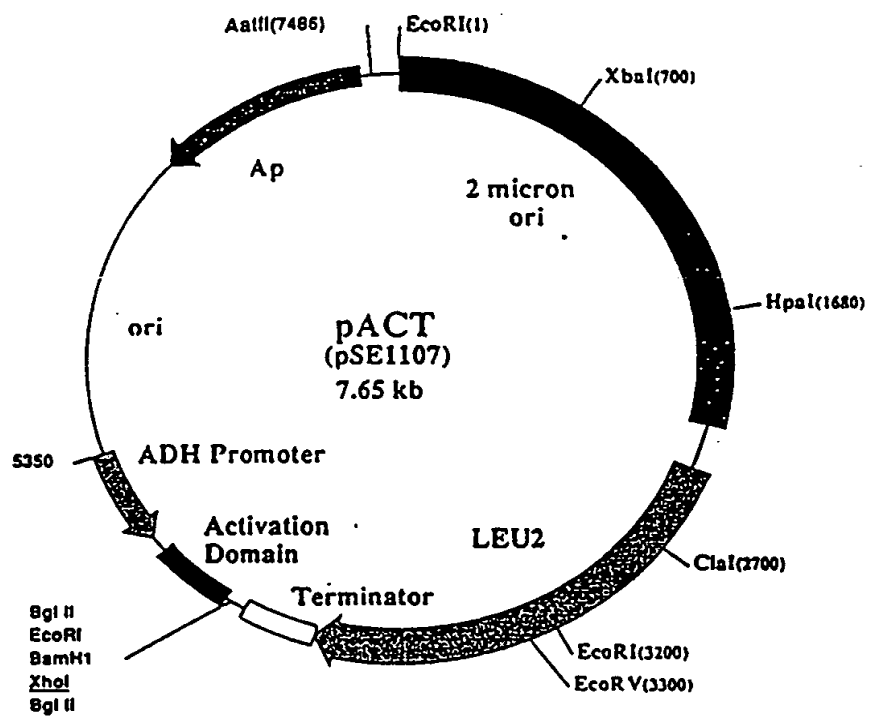 AatII(7486)
EcoRI(1)
XbaI(700)
Ap
2 micron
ori
HpaI(1680)
ori
pACT
(pSE1107)
7.65 kb
5350
ADH Promoter
Activation
Domain
LEU2
ClaI(2700)
Terminator
Bgl II
EcoRI
BamH1
XhoI
Bgl II
EcoRI(3200)
EcoRV(3300)